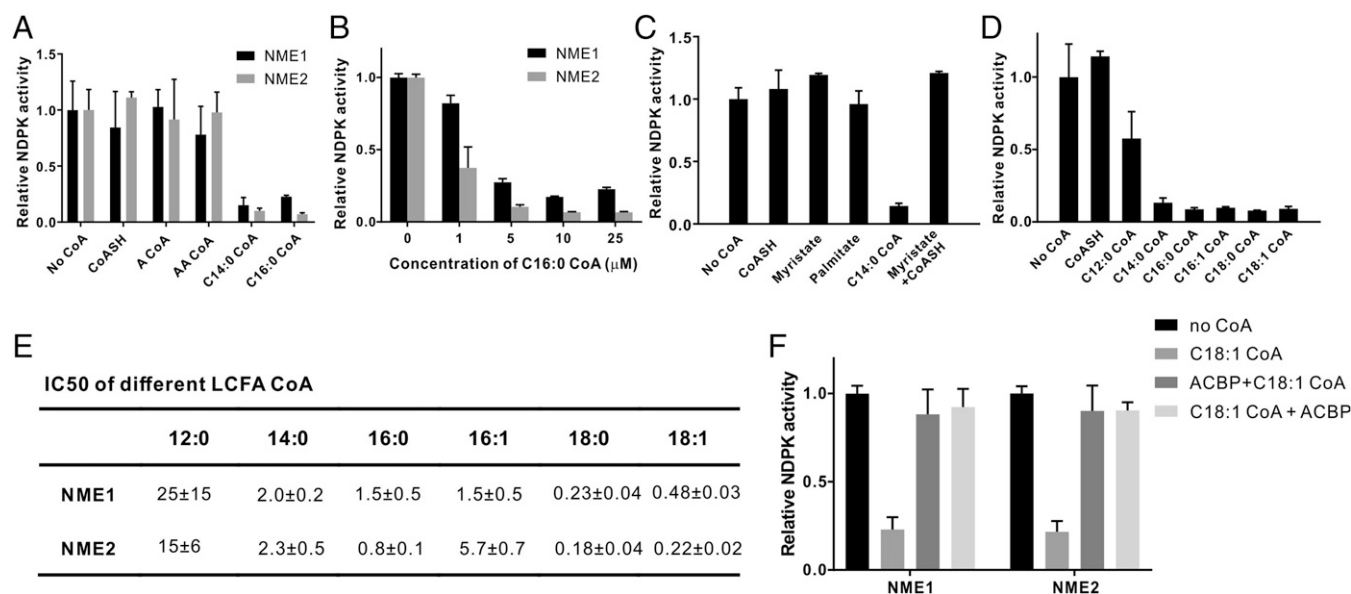 A
Relative NDPK activity
1.5
1.0
0.5
0.0
NME1
NME2
No CoA
CoASH
A CoA
AA CoA
C14:0 CoA
C16:0 CoA
B
Relative NDPK activity
1.0
0.5
0.0
NME1
NME2
0 1 5 10 25
Concentration of C16:0 CoA (μM)
C
Relative NDPK activity
1.5
1.0
0.5
0.0
No CoA
CoASH
Myristate
Palmitate
C14:0 CoA
Myristate
+CoASH
D
Relative NDPK activity
1.0
0.5
0.0
No CoA
CoASH
C12:0 CoA
C14:0 CoA
C16:0 CoA
C16:1 CoA
C18:0 CoA
C18:1 CoA
E
IC50 of different LCFA CoA
12:0 14:0 16:0 16:1 18:0 18:1
NME1 25±15 2.0±0.2 1.5±0.5 1.5±0.5 0.23±0.04 0.48±0.03
NME2 15±6 2.3±0.5 0.8±0.1 5.7±0.7 0.18±0.04 0.22±0.02
F
Relative NDPK activity
1.0
0.5
0.0
NME1 NME2
no CoA
C18:1 CoA
ACBP+C18:1 CoA
C18:1 CoA + ACBP